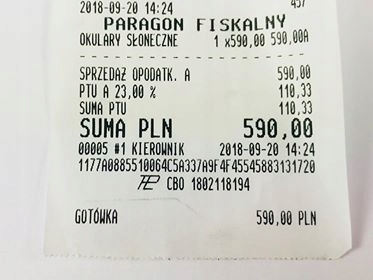 2018-09-20 14:24 457
PARAGON FISKALNY
OKULARY SŁONECZNE 1 x590,00 590,00A
SPRZEDAŻ OPODATK. A 590,00
PTU A 23,00 % 110,33
SUMA PTU 110,33
SUMA PLN 590,00
00005 #1 KIEROWNIK 2018-09-20 14:24
1177A0885510064C5A337A9F4F45545883131720
CBO 1802118194
GOTÓWKA 590,00 PLN